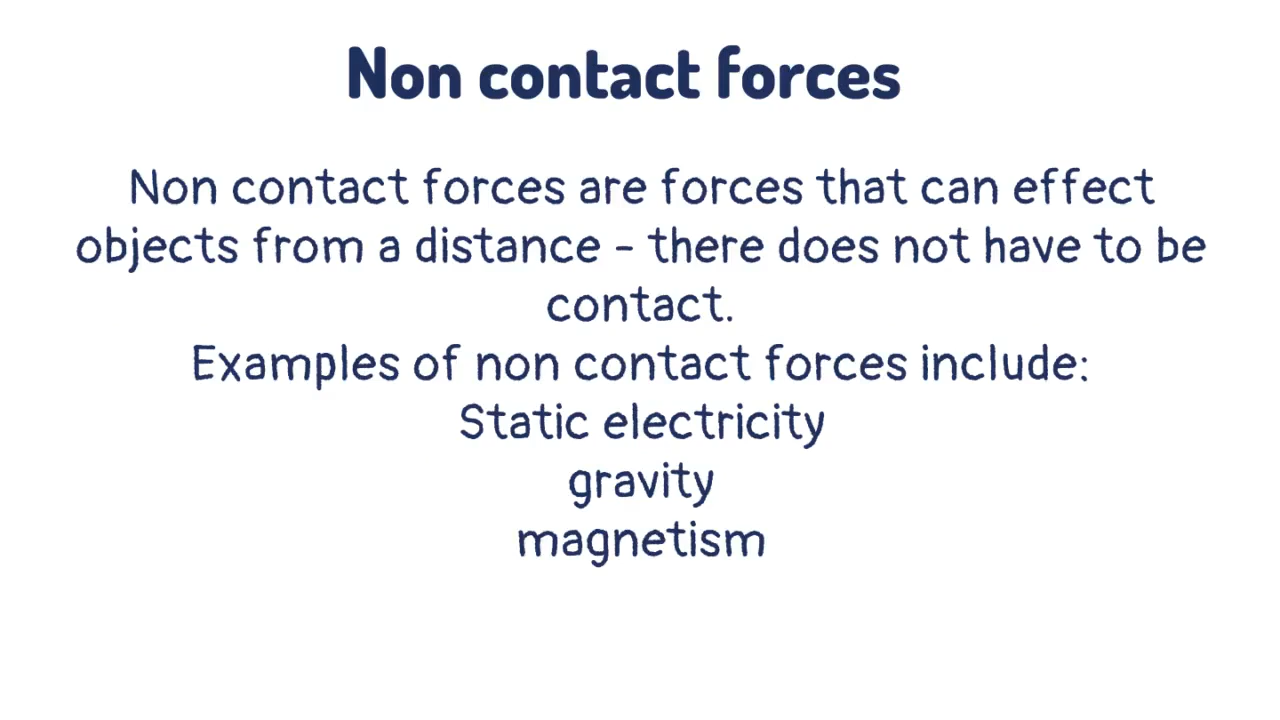 Non contact forces
Non contact forces are forces that can effect
objects from a distance - there does not have to be
contact.
Examples of non contact forces include:
Static electricity
gravity
magnetism